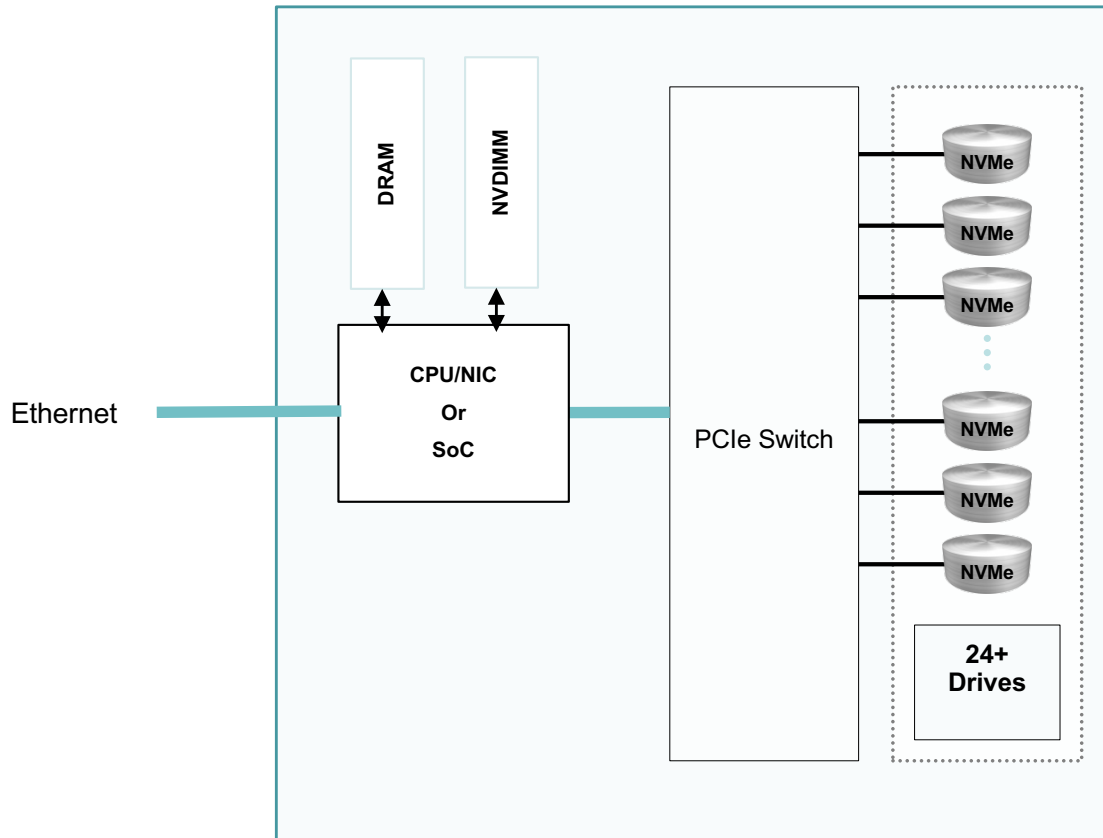 DRAM
NVDIMM
Ethernet
CPU/NIC
Or
SoC
PCIe Switch
NVMe
NVMe
NVMe
NVMe
NVMe
NVMe
24+
Drives